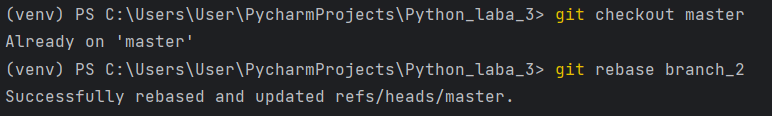 (venv) PS C:\Users\User\PycharmProjects\Python_laba_3> git checkout master
Already on 'master'
(venv) PS C:\Users\User\PycharmProjects\Python_laba_3> git rebase branch_2
Successfully rebased and updated refs/heads/master.